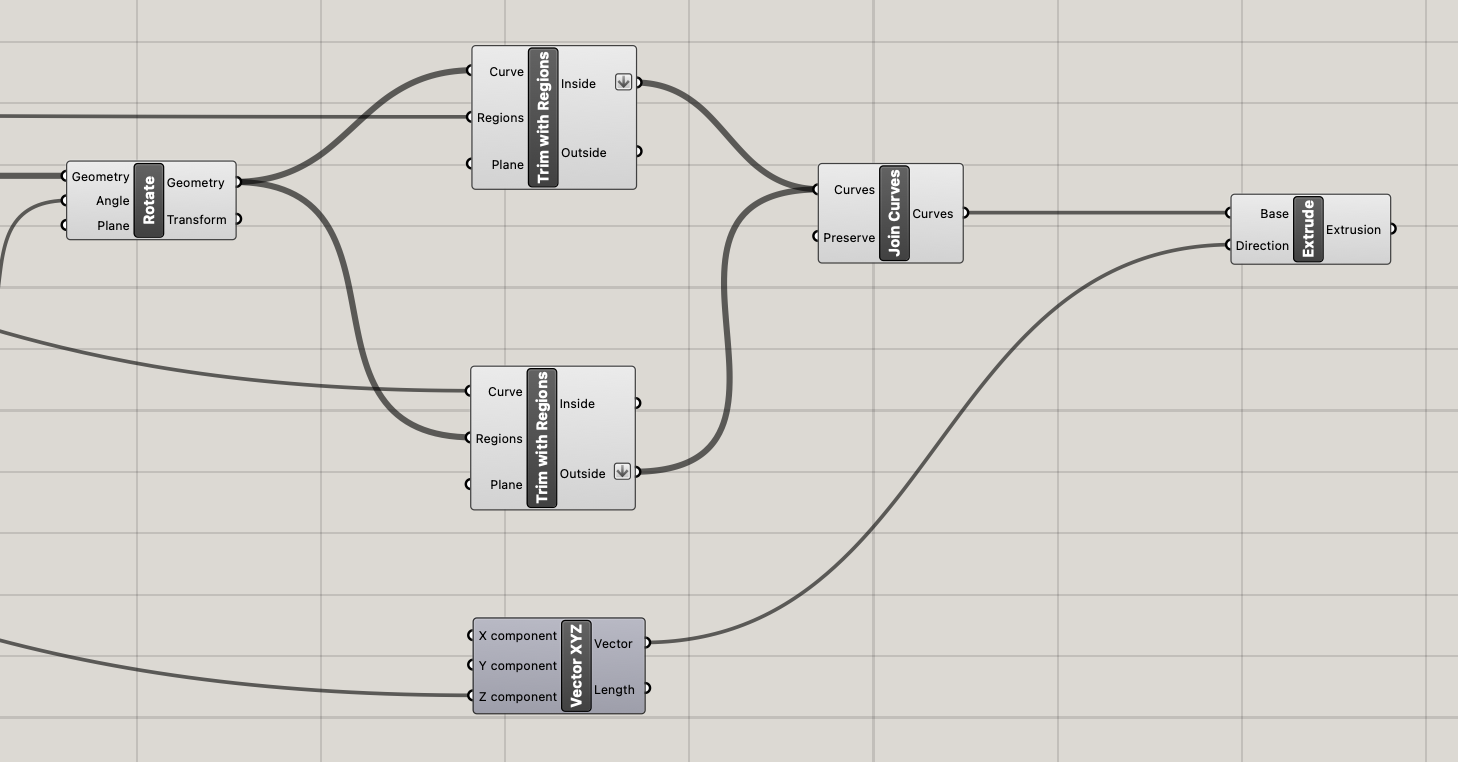 Geometry
Angle
Plane
Rotate
Geometry
Transform
Curve
Regions
Plane
Trim with Regions
Inside
Outside
Curve
Regions
Plane
Trim with Regions
Inside
Outside
X component
Y component
Z component
Vector XYZ
Vector
Length
Curves
Preserve
Join Curves
Curves
Base
Direction
Extrude
Extrusion